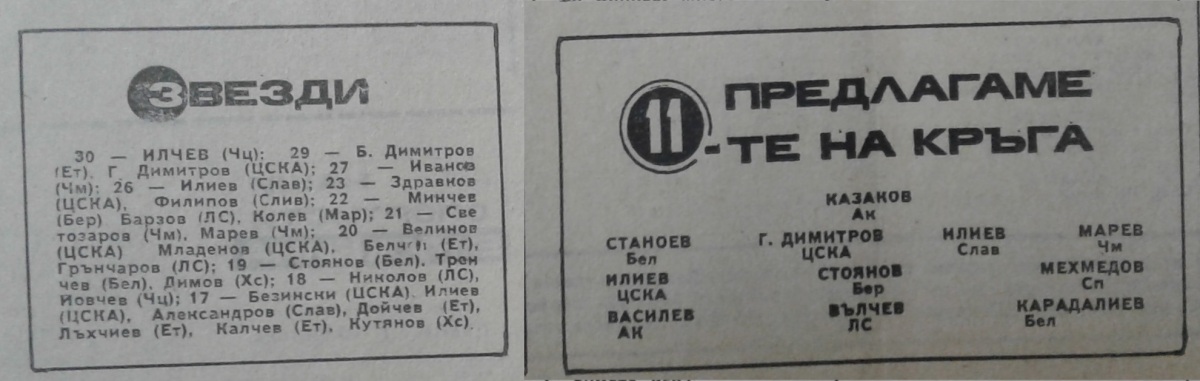 ЗВЕЗДИ
30 — ИЛЧЕВ (Чц); 29 — Б. Димитров
(Ет). Г. Димитров (ЦСКА); 27 — Иванов
(Чм); 26 — Илиев (Слав); 23 — Здравков
(ЦСКА), Филипов (Слив); 22 — Минчев
(Бер) Барзов (ЛС), Колев (Мар); 21 — Све
тозаров (Чм), Марев (Чм); 20 — Велинов
(ЦСКА) Младенов (ЦСКА), Белчев (Ет),
Грънчаров (ЛС); 19 — Стоянов (Бел), Трен
чев (Бел), Димов (Хс); 18 — Николов (ЛС),
Йовчев (Чц); 17 — Безински (ЦСКА). Илиев
(ЦСКА), Александров (Слав), Дойчев (Ет),
Лъхчиев (Ет), Калчев (Ет), Кутянов (Хс).
ПРЕДЛАГАМЕ
11-ТЕ НА КРЪГА
КАЗАКОВ
Ак
СТАНОЕВ Г. ДИМИТРОВ ИЛИЕВ МАРЕВ
Бел ЦСКА Слав Чм
ИЛИЕВ СТОЯНОВ МЕХМЕДОВ
ЦСКА Бер Сп
ВАСИЛЕВ ВЪЛЧЕВ КАРАДАЛИЕВ
АК ЛС Бел